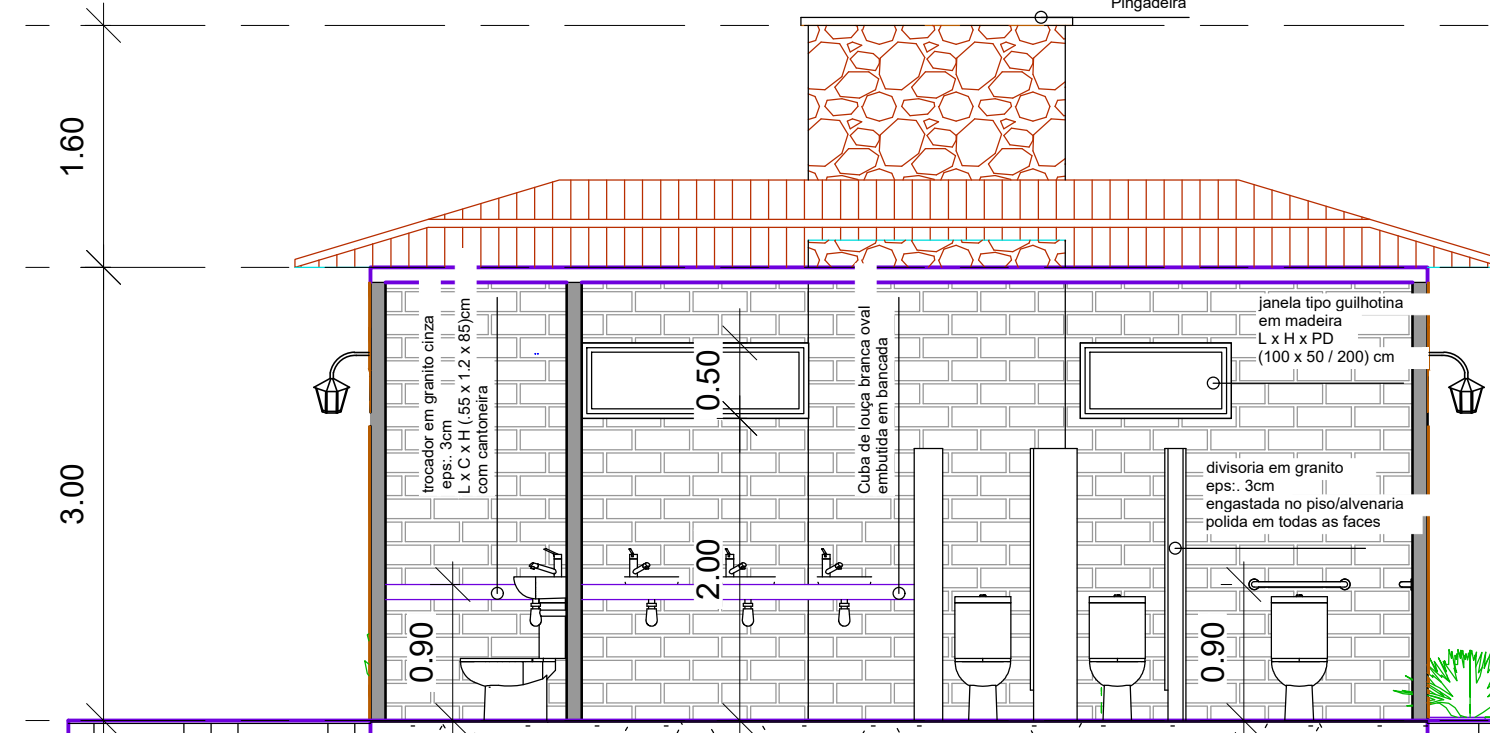 Pingadeira
1.60
3.00
trocador em granito cinza
eps:. 3cm
L x C x H (.55 x 1.2 x 85)cm
com cantoneira
0.50
2.00
Cuba de louça branca oval
embutida em bancada
janela tipo guilhotina
em madeira
L x H x PD
(100 x 50 / 200) cm
divisoria em granito
eps:. 3cm
engastada no piso/alvenaria
polida em todas as faces
0.90
0.90